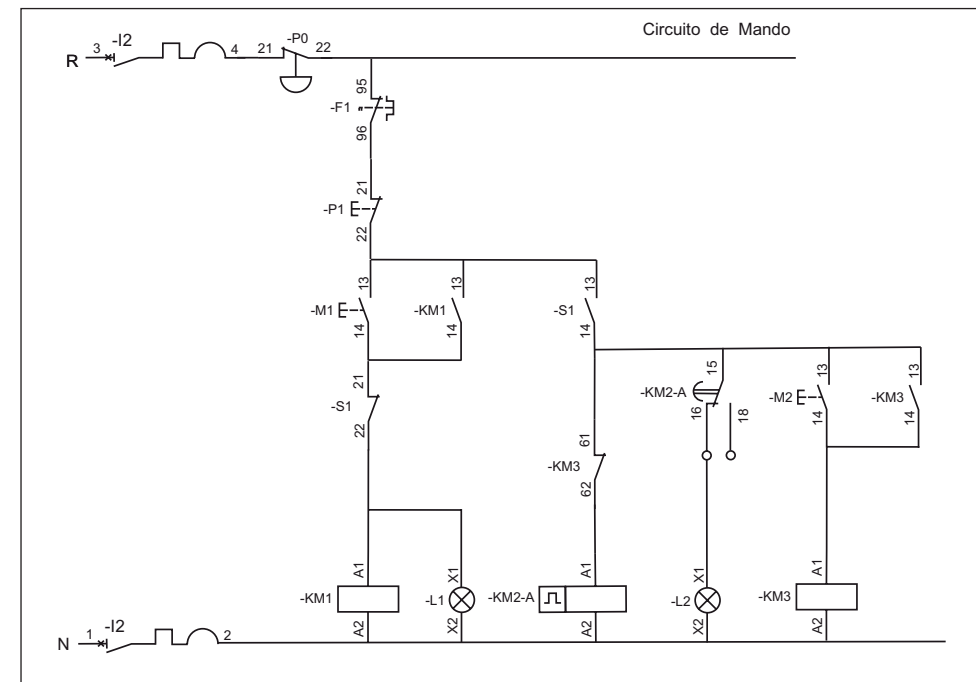 Circuito de Mando
R 3 -I2 4 21 -P0 22
95
-F1
96
21
-P1
22
13 13 13
-M1 -KM1 -S1
14 14 14
21
-S1
22
15 13 13
-KM2-A -M2 -KM3
16 18 14 14
61
-KM3
62
A1 X1 A1 X1 A1
-KM1 -L1 -KM2-A -L2 -KM3
A2 X2 A2 X2 A2
N 1 -I2 2